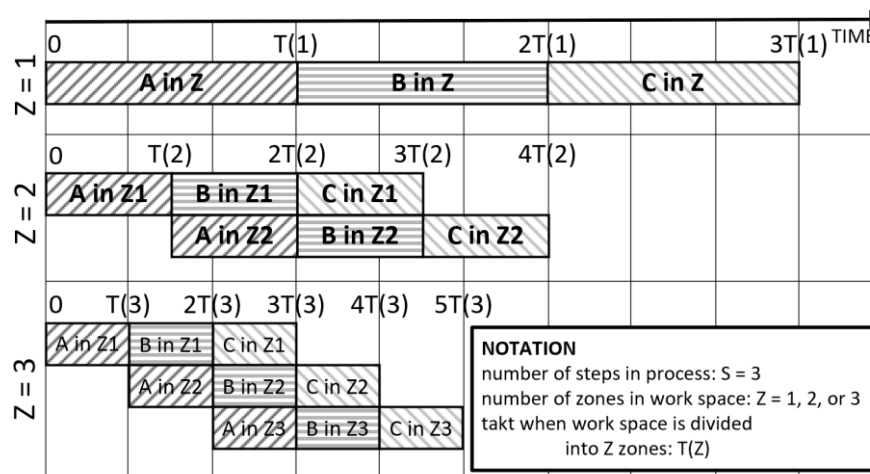 0 T(1) 2T(1) 3T(1) TIME
Z = 1
A in Z B in Z C in Z
0 T(2) 2T(2) 3T(2) 4T(2)
Z = 2
A in Z1 B in Z1 C in Z1
A in Z2 B in Z2 C in Z2
0 T(3) 2T(3) 3T(3) 4T(3) 5T(3)
Z = 3
A in Z1 B in Z1 C in Z1
A in Z2 B in Z2 C in Z2
A in Z3 B in Z3 C in Z3
NOTATION
number of steps in process: S = 3
number of zones in work space: Z = 1, 2, or 3
takt when work space is divided
into Z zones: T(Z)